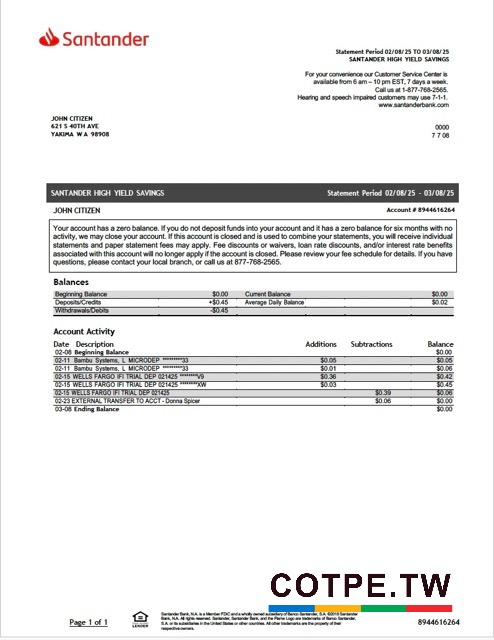 Santander
Statement Period 02/08/25 TO 03/08/25
SANTANDER HIGH YIELD SAVINGS
For your convenience our Customer Service Center is
available from 6 am – 10 pm EST, 7 days a week.
Call us at 1-877-768-2565.
Hearing and speech impaired customers may use 7-1-1.
www.santanderbank.com
JOHN CITIZEN
621 S 40TH AVE
YAKIMA WA 98908
0000
7 7 08
SANTANDER HIGH YIELD SAVINGS Statement Period 02/08/25 - 03/08/25
JOHN CITIZEN Account # 8944616264
Your account has a zero balance. If you do not deposit funds into your account and it has a zero balance for six months with no
activity, we may close your account. If this account is closed and is used to combine your statements, you will receive individual
statements and paper statement fees may apply. Fee discounts or waivers, loan rate discounts, and/or interest rate benefits
associated with this account will no longer apply if the account is closed. Please review your fee schedule for details. If you have
questions, please contact your local branch, or call us at 877-768-2565.
Balances
Beginning Balance $0.00 Current Balance $0.00
Deposits/Credits +$0.45 Average Daily Balance $0.02
Withdrawals/Debits -$0.45
Account Activity
Date Description Additions Subtractions Balance
02-08 Beginning Balance $0.00
02-11 Bambu Systems, L MICRODEP *********33 $0.05 $0.05
02-11 Bambu Systems, L MICRODEP *********33 $0.01 $0.06
02-15 WELLS FARGO IFI TRIAL DEP 021425 ********V9 $0.36 $0.42
02-15 WELLS FARGO IFI TRIAL DEP 021425 ********XW $0.03 $0.45
02-15 WELLS FARGO IFI TRIAL DEP 021425 $0.39 $0.06
02-23 EXTERNAL TRANSFER TO ACCT - Donna Spicer $0.06 $0.00
03-08 Ending Balance $0.00
COTPE.TW
Page 1 of 1
LENDER
Santander Bank, N.A. is a Member FDIC and a wholly owned subsidiary of Banco Santander, S.A. ©2018 Santander
Bank, N.A. All rights reserved. Santander, Santander Bank, and the Flame Logo are trademarks of Banco Santander,
S.A. or its subsidiaries in the United States or other countries. All other trademarks are the property of their
respective owners.
8944616264